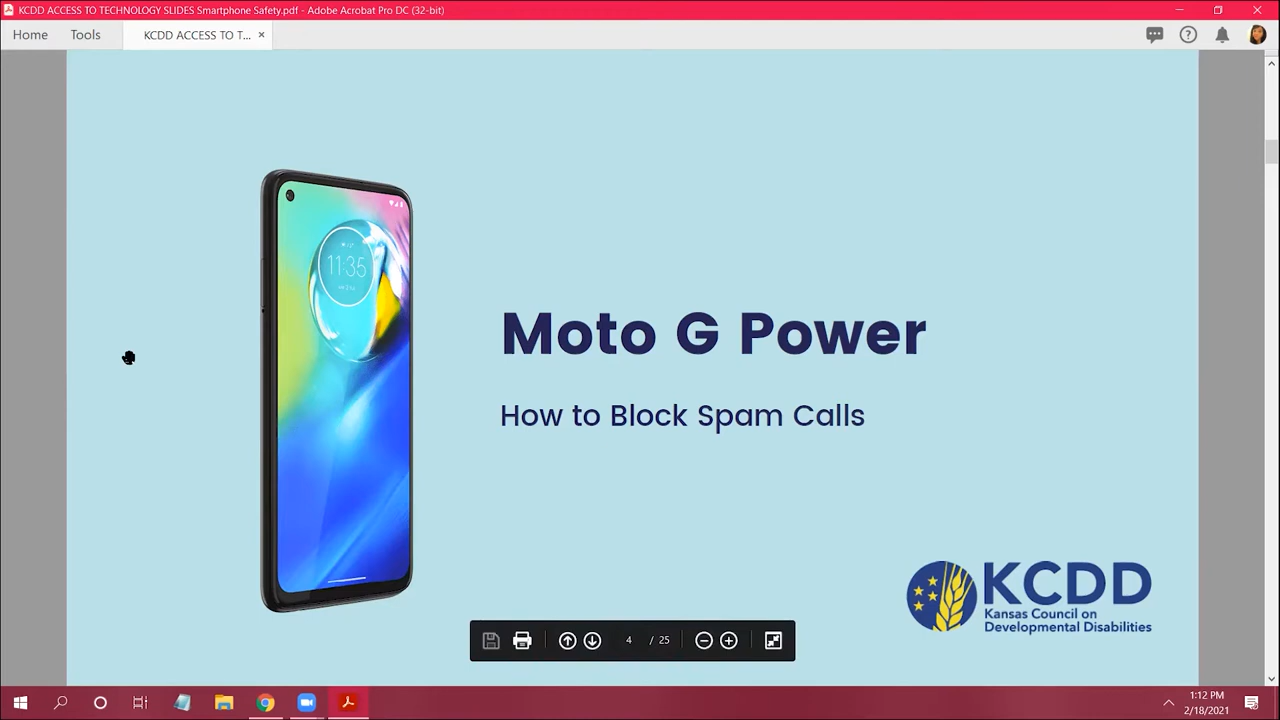 KCDD ACCESS TO TECHNOLOGY SLIDES Smartphone Safety.pdf - Adobe Acrobat Pro DC (32-bit)
Home
Tools
KCDD ACCESS TO T...
11:35
Moto G Power
How to Block Spam Calls
KCDD
Kansas Council on
Developmental Disabilities
4 / 25
1:12 PM
2/18/2021